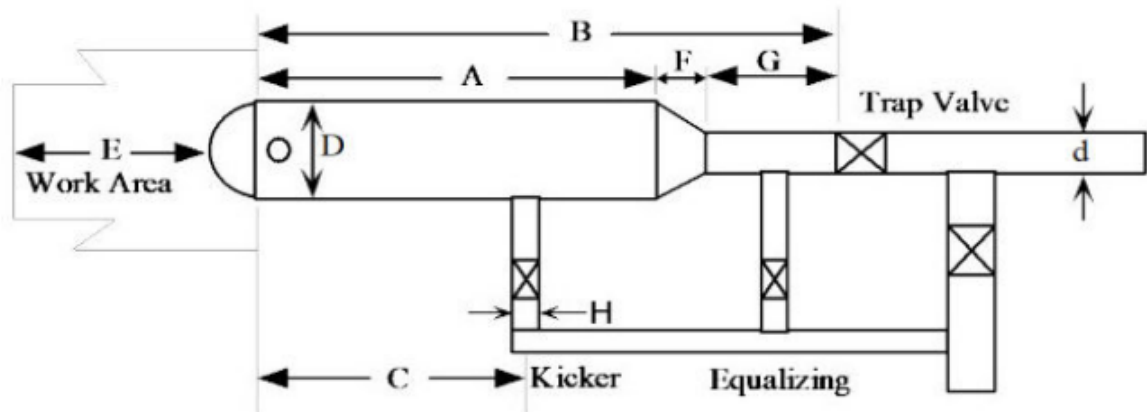 B
A
F
G
Trap Valve
E
D
d
Work Area
H
C
Kicker
Equalizing